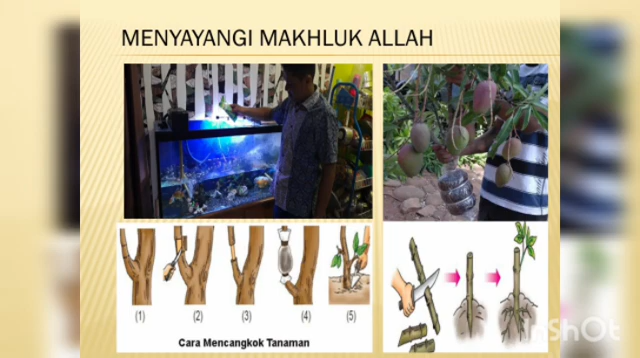 MENYAYANGI MAKHLUK ALLAH
(1) (2) (3) (4) (5)
Cara Mencangkok Tanaman
InShOt